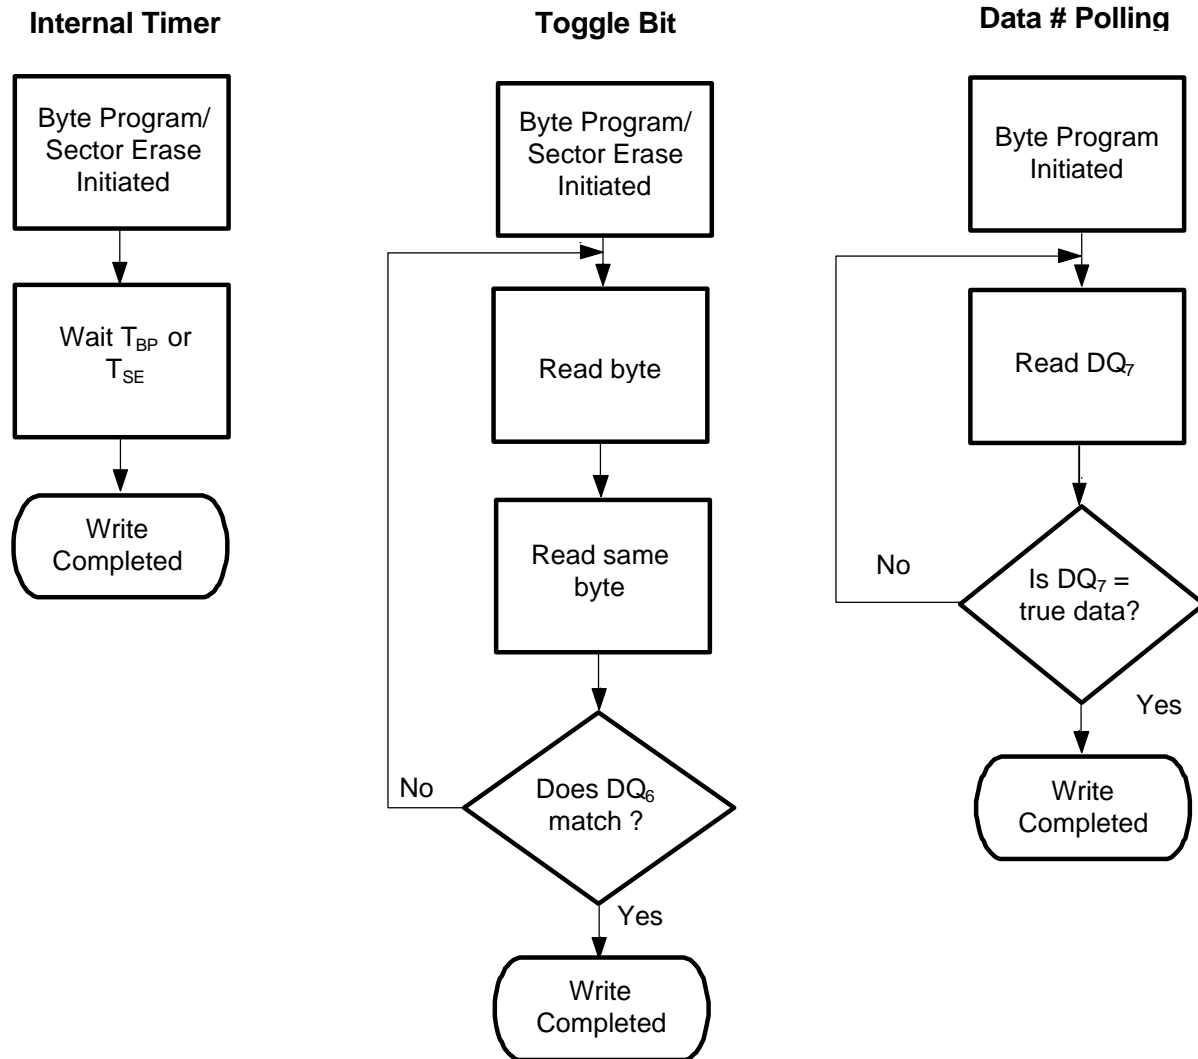 Internal Timer
Byte Program/
Sector Erase
Initiated
Wait T_BP or
T_SE
Write
Completed
Toggle Bit
Byte Program/
Sector Erase
Initiated
Read byte
Read same
byte
Does DQ₆
match ?
No
Yes
Write
Completed
Data # Polling
Byte Program
Initiated
Read DQ₇
Is DQ₇ =
true data?
No
Yes
Write
Completed